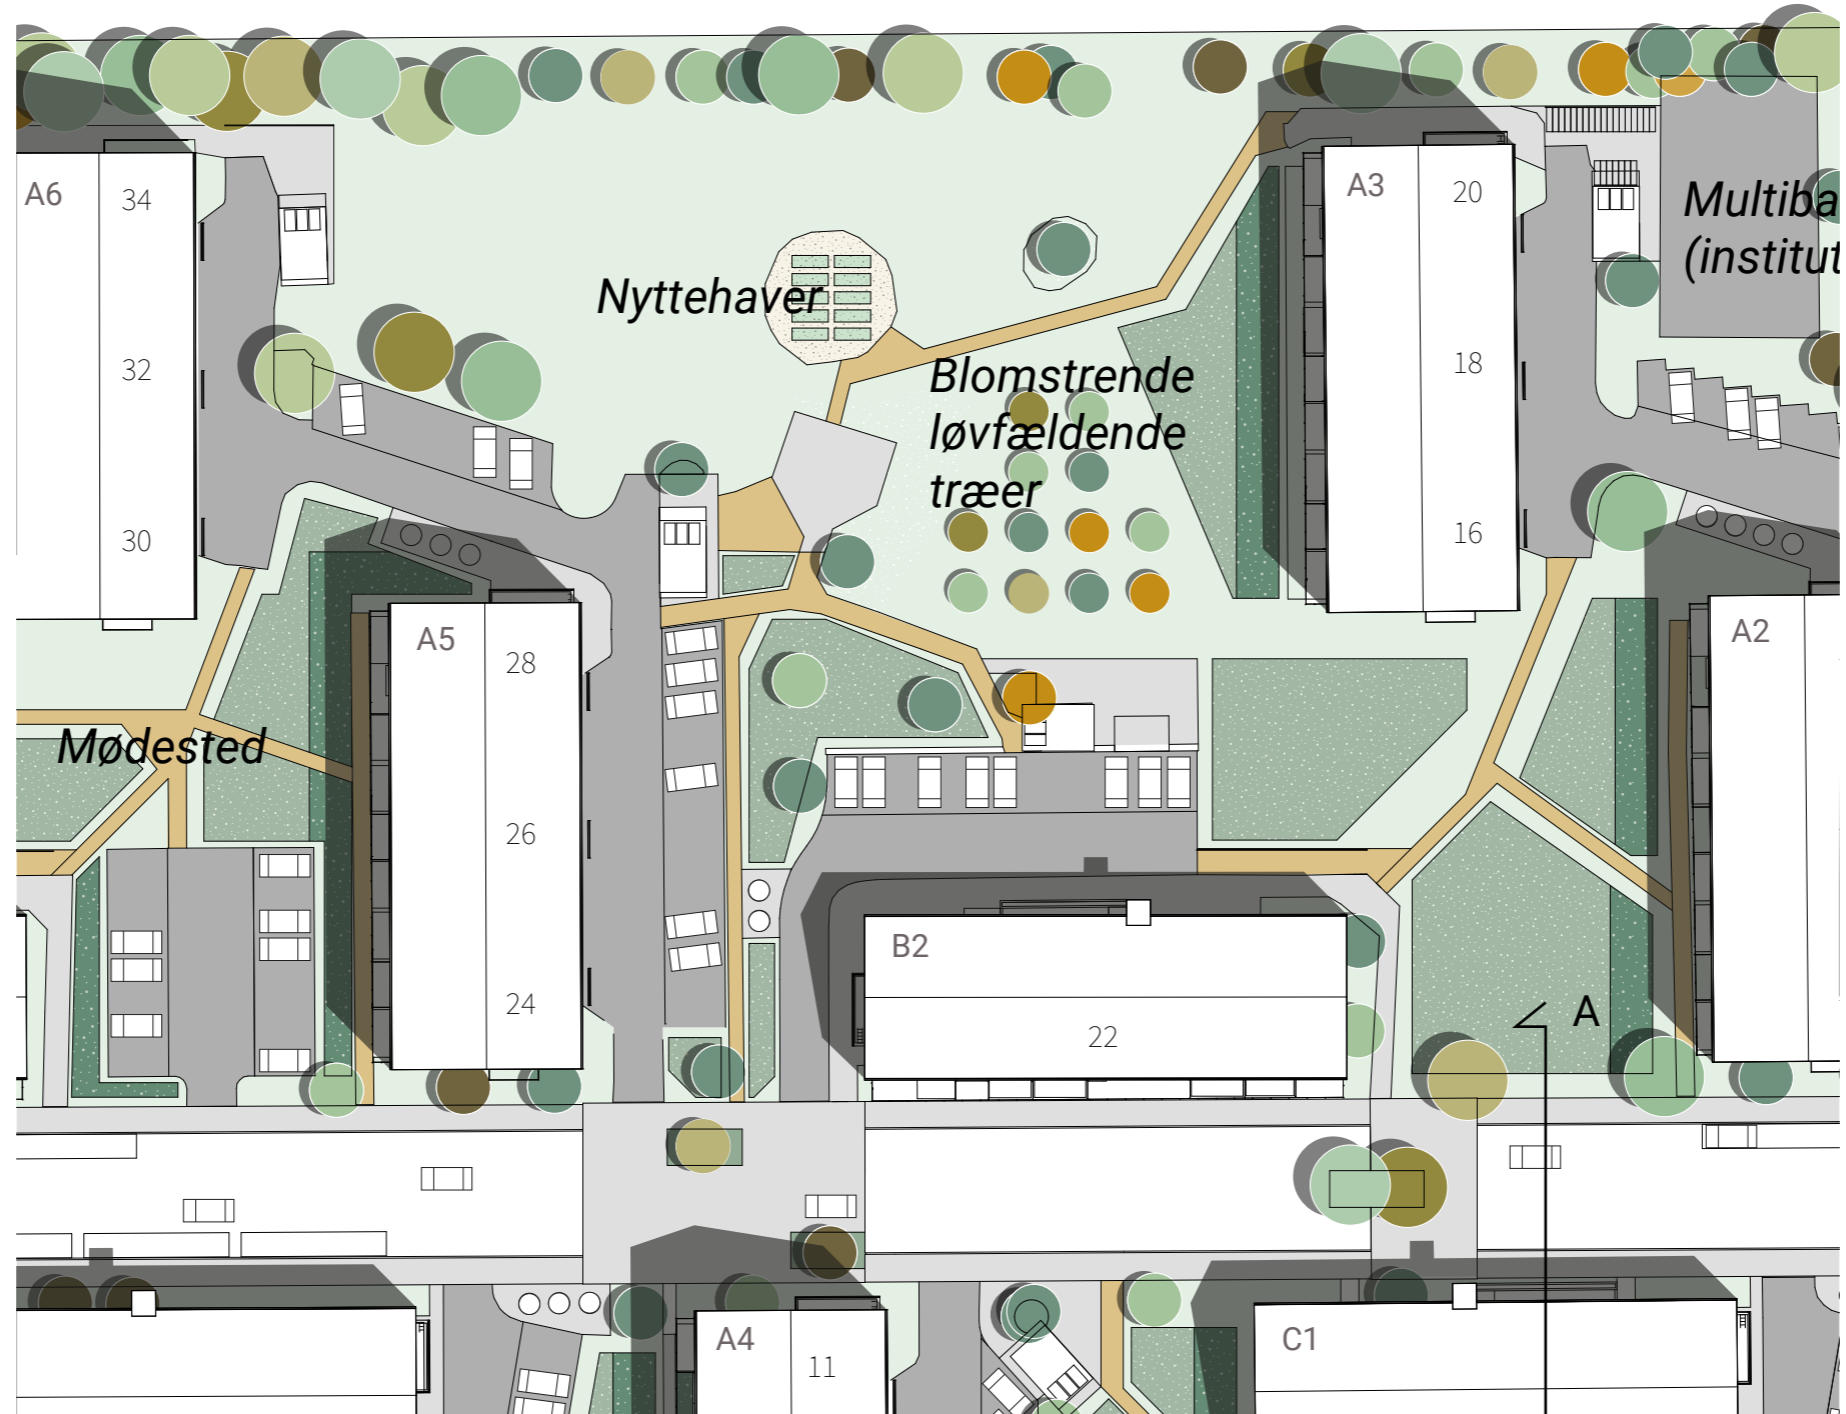 A6
34
32
30
A3
20
18
16
Multiba
(institut
Nyttehaver
Blomstrende
løvfældende
træer
A5
28
26
24
A2
Mødested
B2
22
A
A4
11
C1